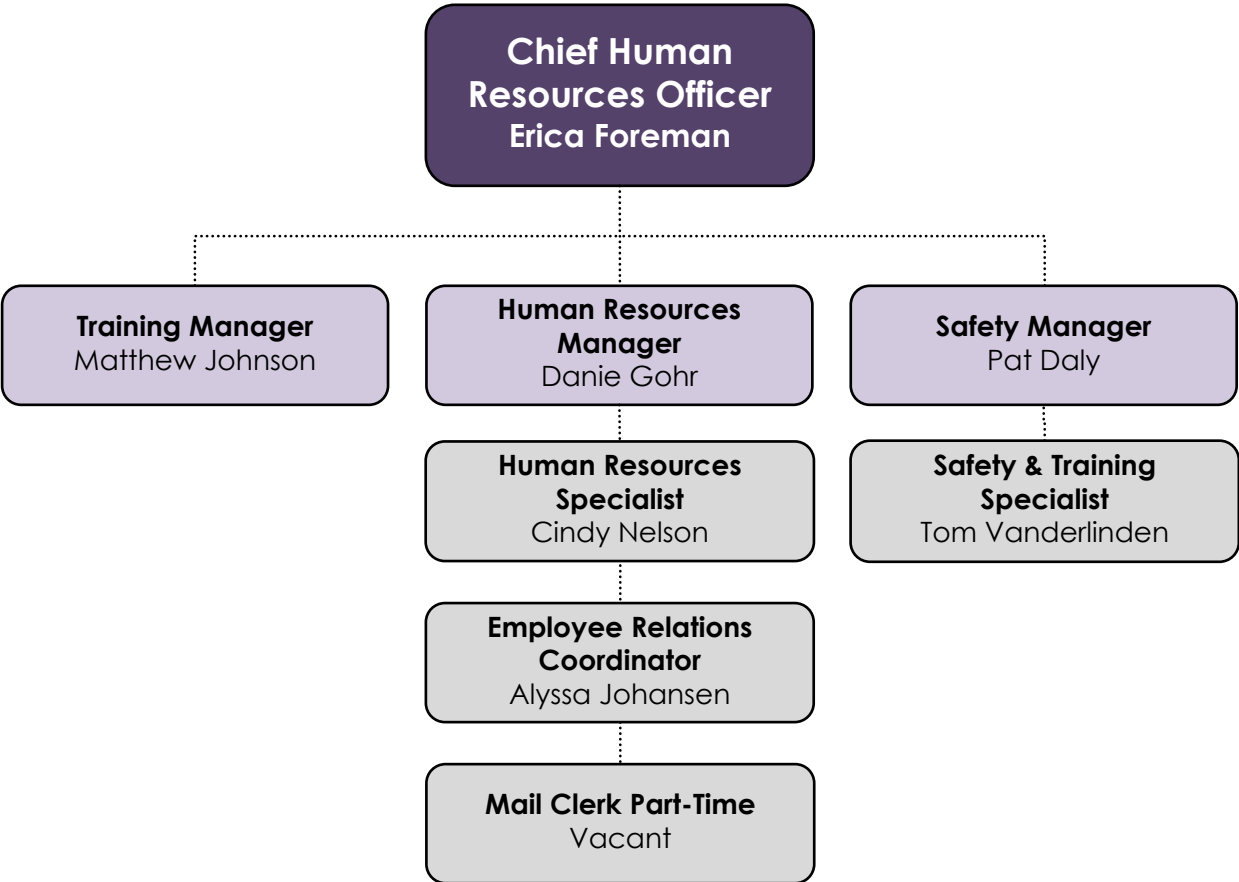 Chief Human
Resources Officer
Erica Foreman
Training Manager
Matthew Johnson
Human Resources
Manager
Danie Gohr
Safety Manager
Pat Daly
Human Resources
Specialist
Cindy Nelson
Safety & Training
Specialist
Tom Vanderlinden
Employee Relations
Coordinator
Alyssa Johansen
Mail Clerk Part-Time
Vacant